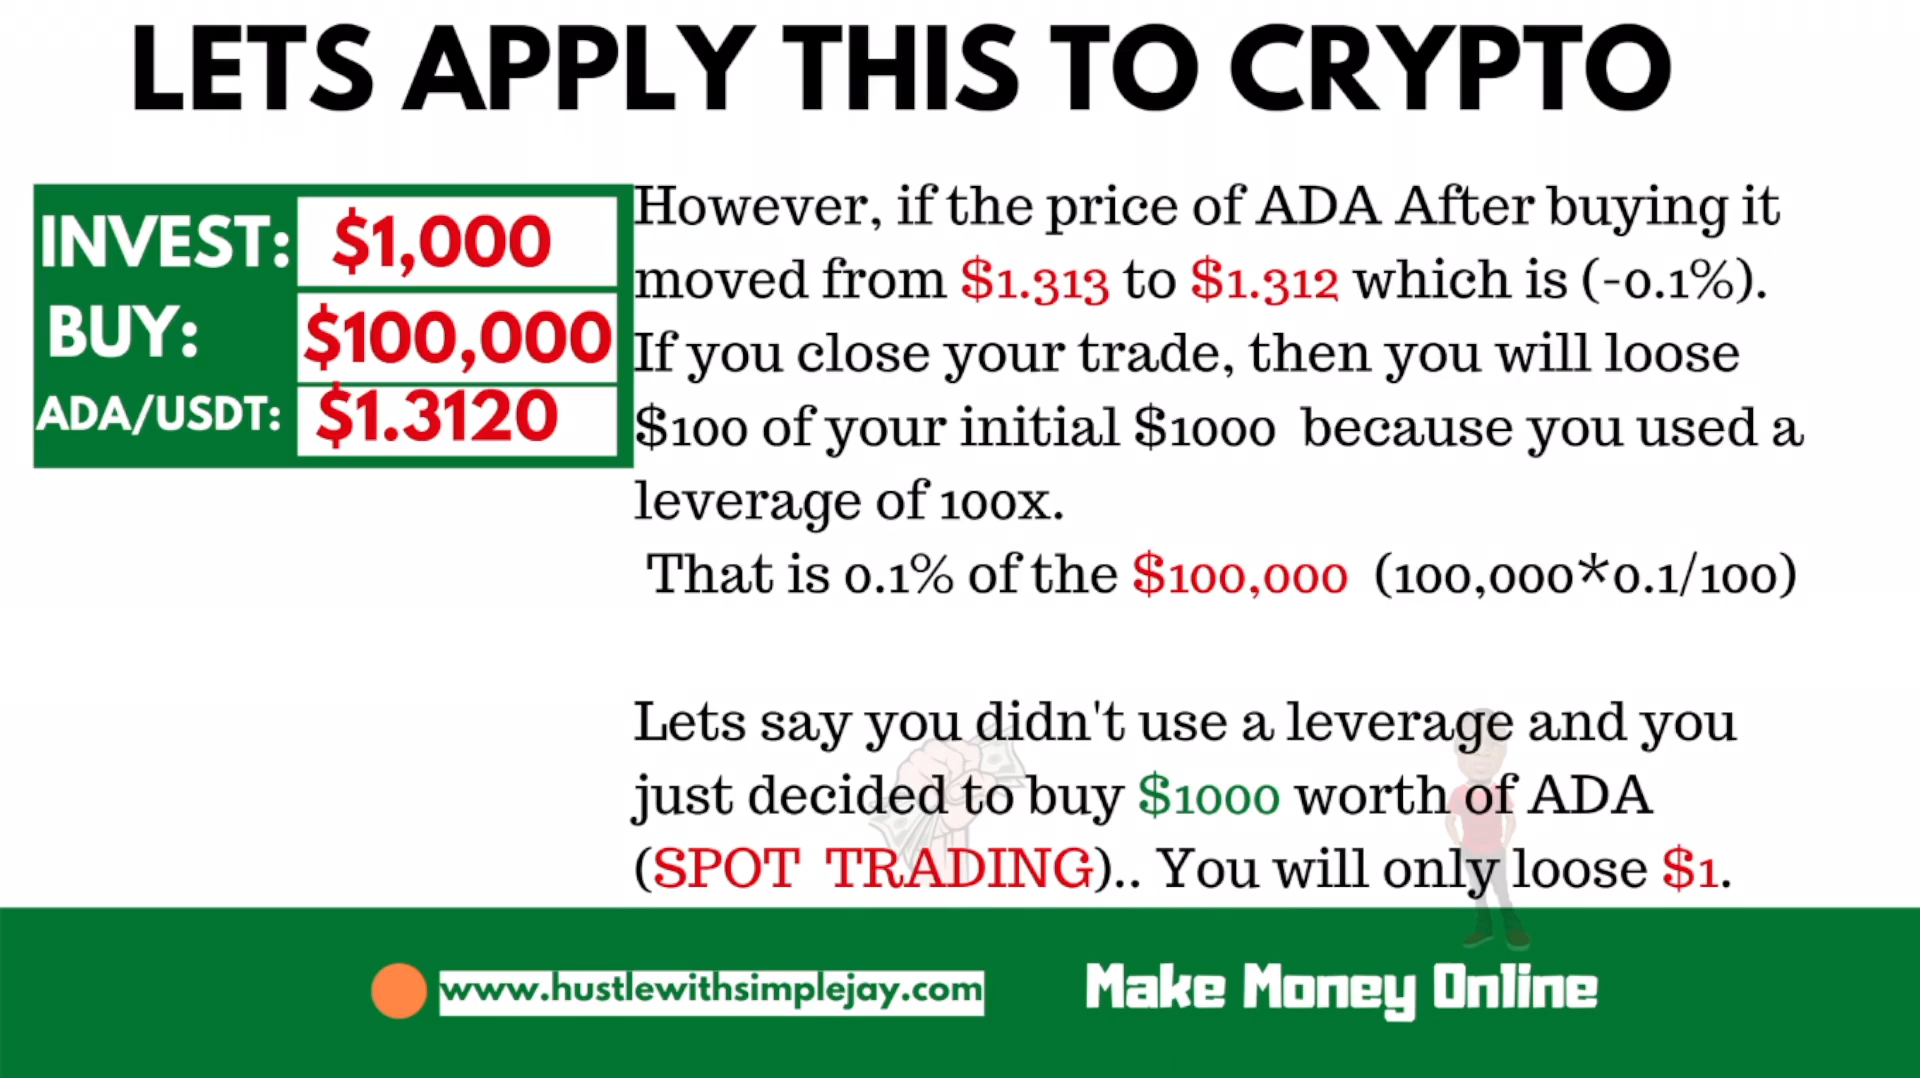 LETS APPLY THIS TO CRYPTO
INVEST: $1,000
BUY: $100,000
ADA/USDT: $1.3120
However, if the price of ADA After buying it
moved from $1.313 to $1.312 which is (-0.1%).
If you close your trade, then you will loose
$100 of your initial $1000 because you used a
leverage of 100x.
That is 0.1% of the $100,000 (100,000*0.1/100)
Lets say you didn't use a leverage and you
just decided to buy $1000 worth of ADA
(SPOT TRADING).. You will only loose $1.
www.hustlewithsimplejay.com
Make Money Online